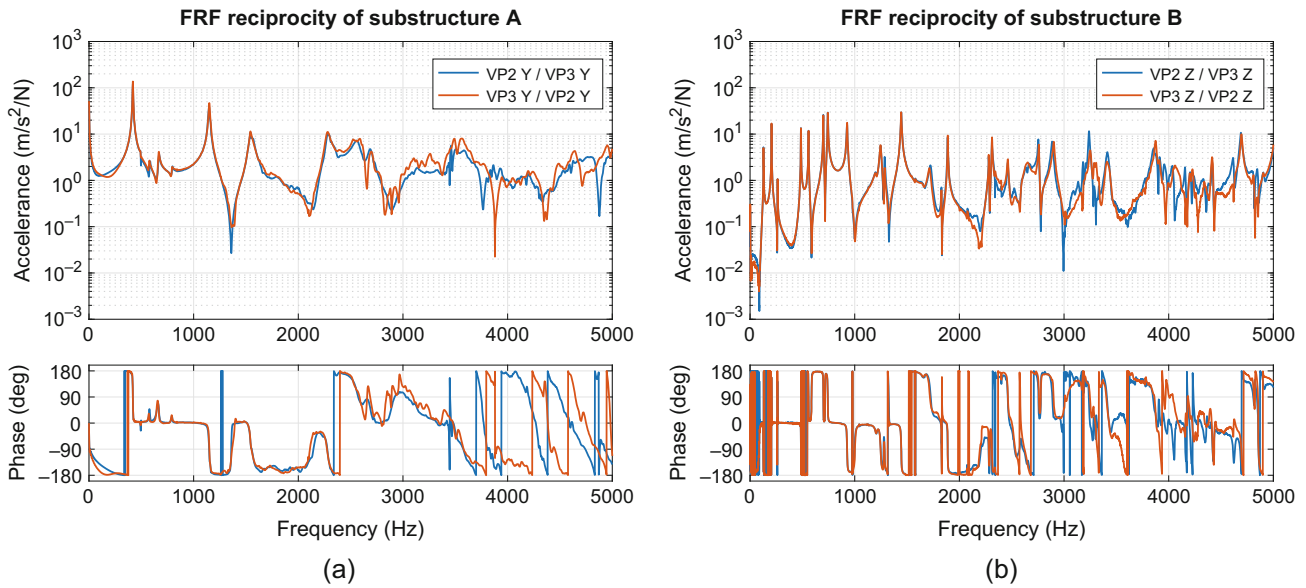 FRF reciprocity of substructure A
10^3
10^2
10^1
10^0
10^−1
10^−2
10^−3
Accelerance (m/s^2/N)
VP2 Y / VP3 Y
VP3 Y / VP2 Y
0 1000 2000 3000 4000 5000
180
90
0
−90
−180
Phase (deg)
0 1000 2000 3000 4000 5000
Frequency (Hz)
(a)
FRF reciprocity of substructure B
10^3
10^2
10^1
10^0
10^−1
10^−2
10^−3
Accelerance (m/s^2/N)
VP2 Z / VP3 Z
VP3 Z / VP2 Z
0 1000 2000 3000 4000 5000
180
90
0
−90
−180
Phase (deg)
0 1000 2000 3000 4000 5000
Frequency (Hz)
(b)